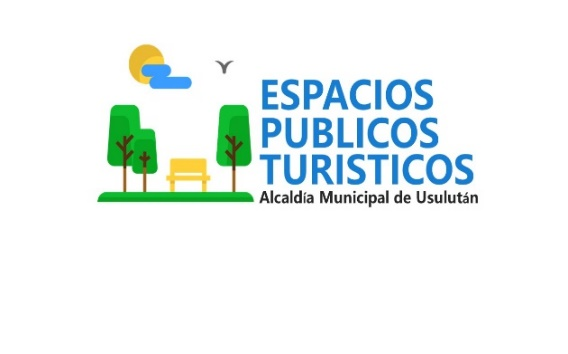 ESPACIOS
PUBLICOS
TURISTICOS
Alcaldía Municipal de Usulután